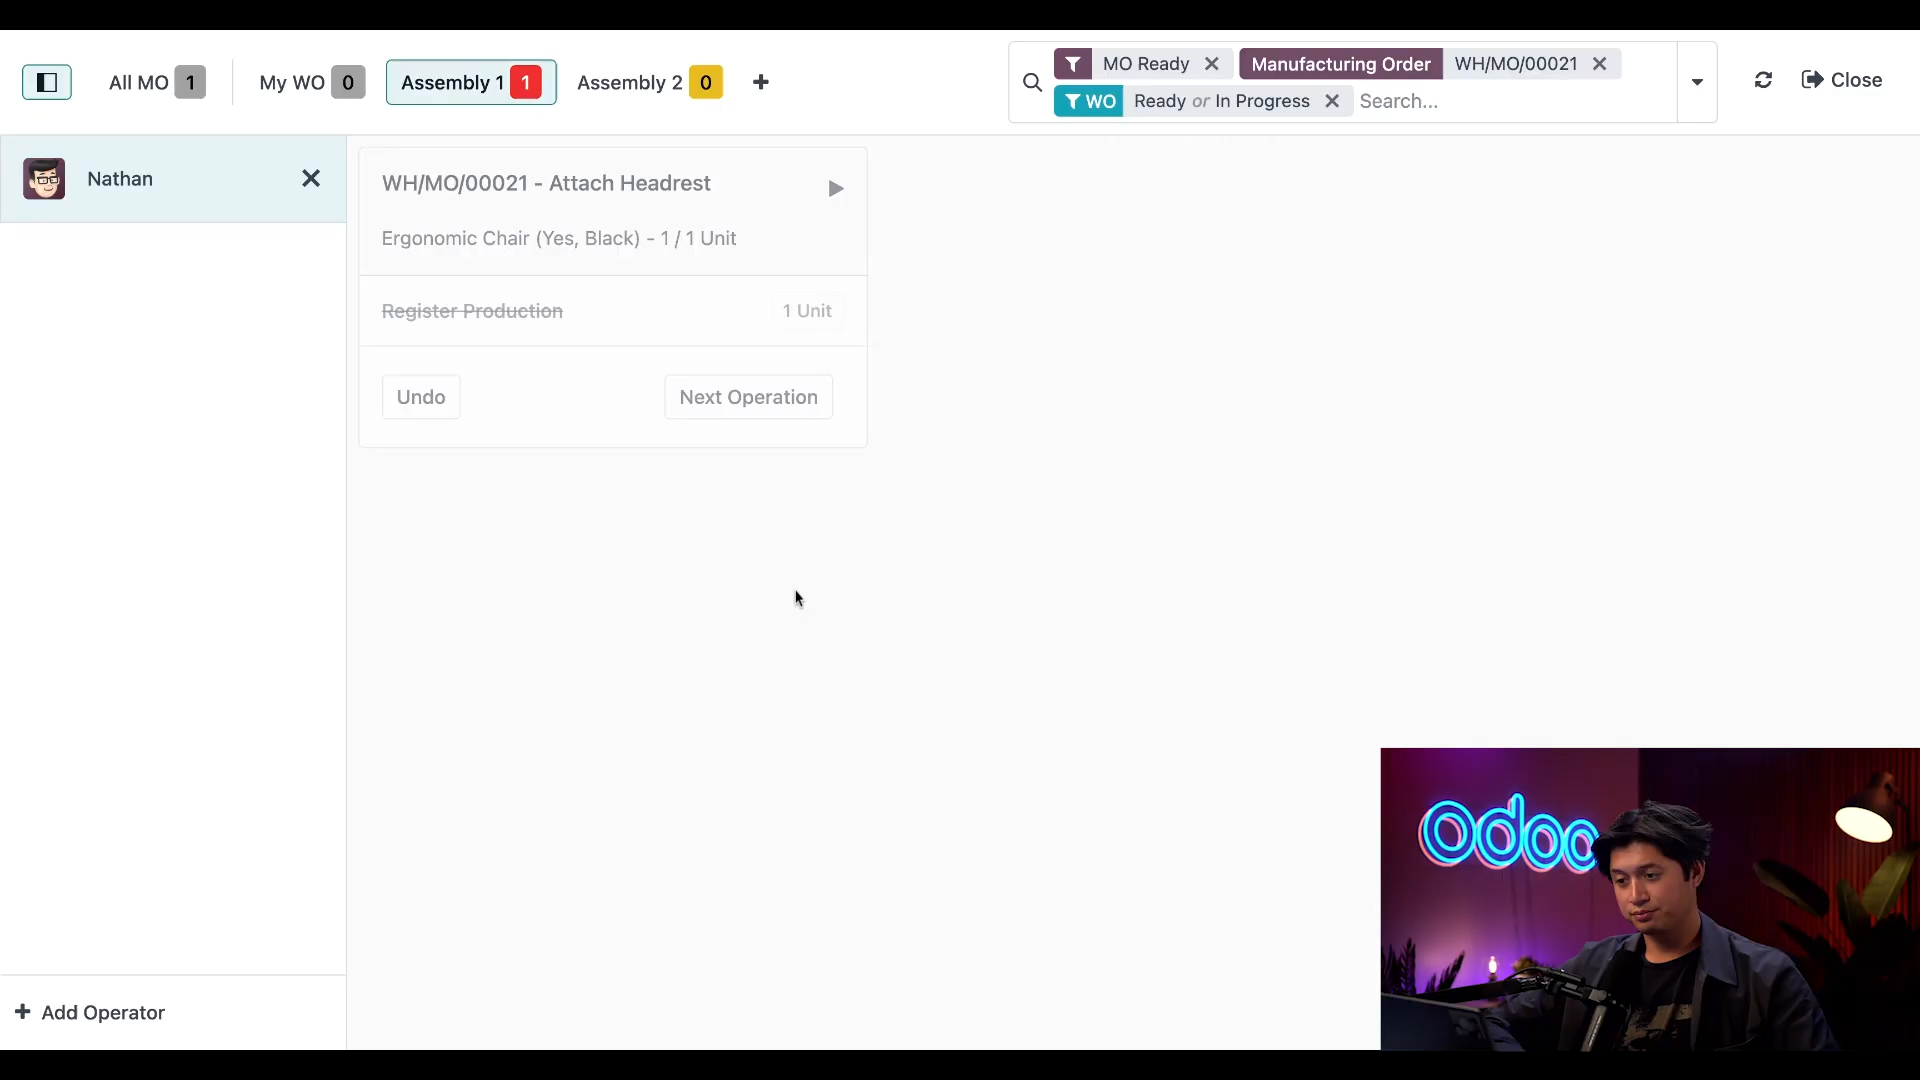 All MO 1
My WO 0
Assembly 1 1
Assembly 2 0
MO Ready
Manufacturing Order WH/MO/00021
WO Ready or In Progress
Search...
Close
Nathan
WH/MO/00021 - Attach Headrest
Ergonomic Chair (Yes, Black) - 1 / 1 Unit
Register Production 1 Unit
Undo
Next Operation
Add Operator
odoo